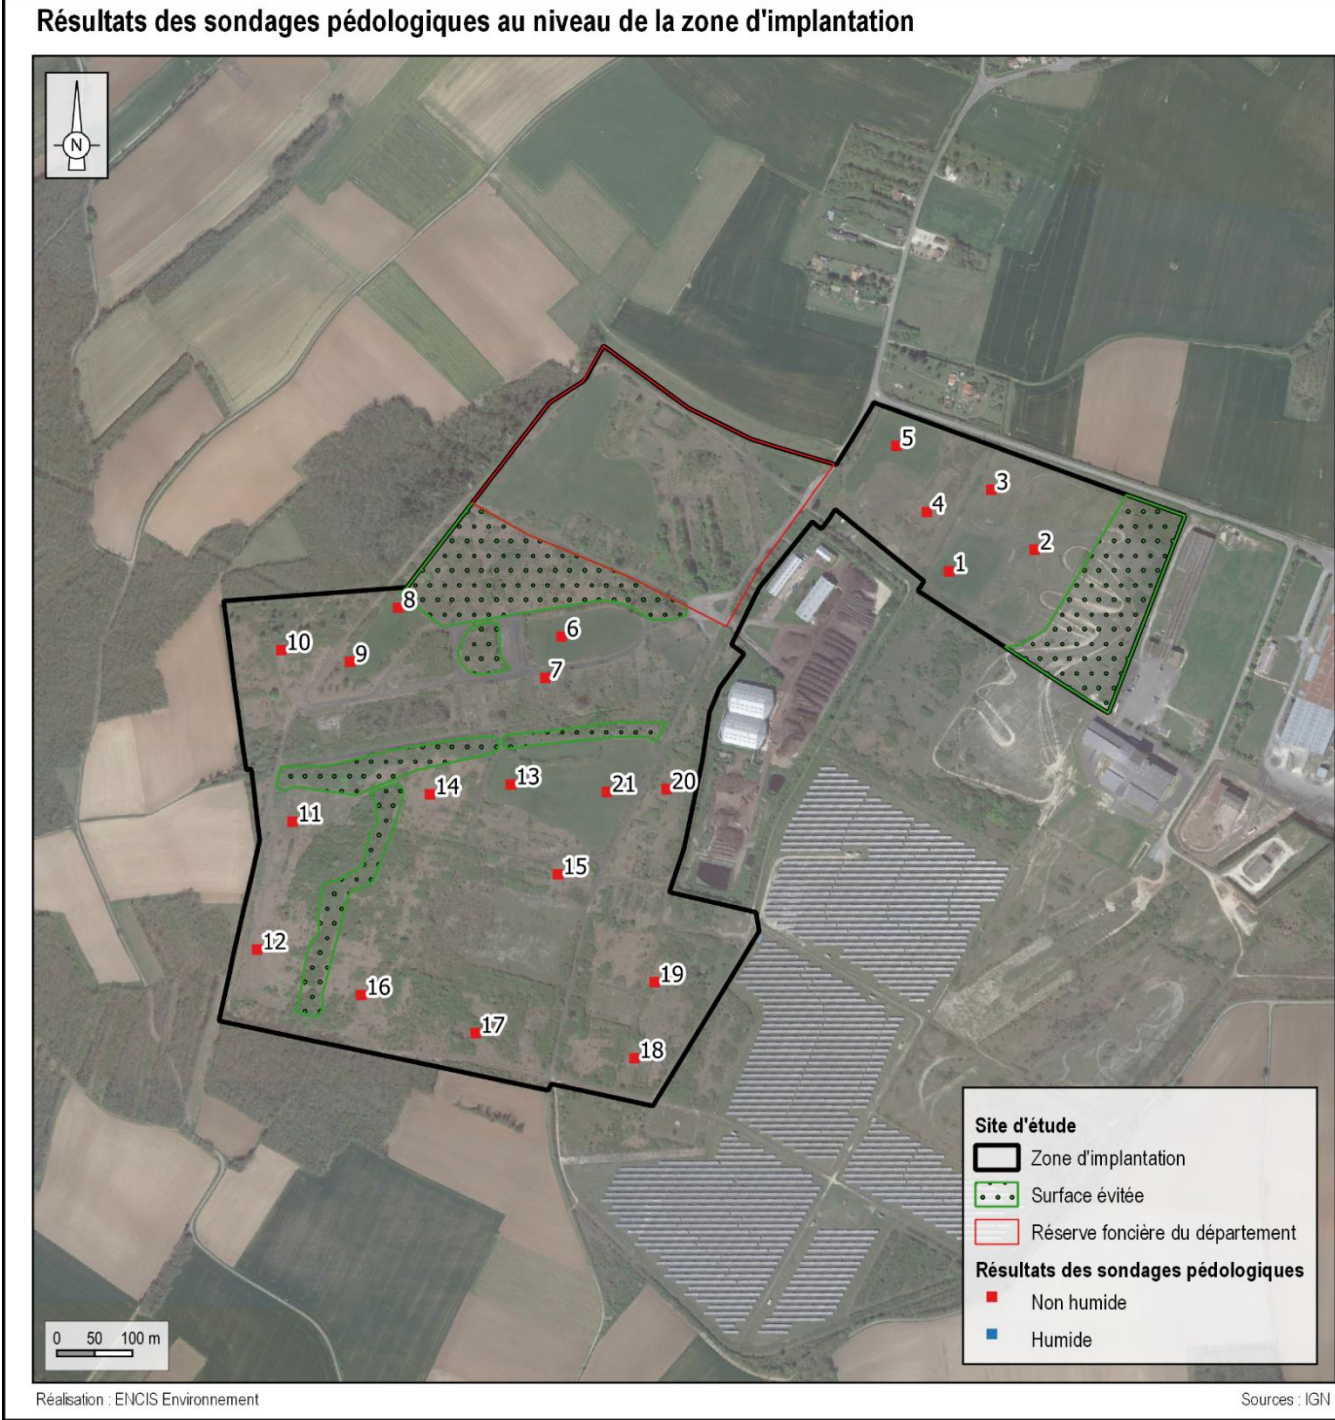 Résultats des sondages pédologiques au niveau de la zone d'implantation
N
5
3
4
2
1
8
6
10
9
7
13
14
21
20
11
15
12
19
16
17
18
Site d'étude
Zone d'implantation
Surface évitée
Réserve foncière du département
Résultats des sondages pédologiques
Non humide
Humide
0 50 100 m
Réalisation : ENCIS Environnement
Sources : IGN